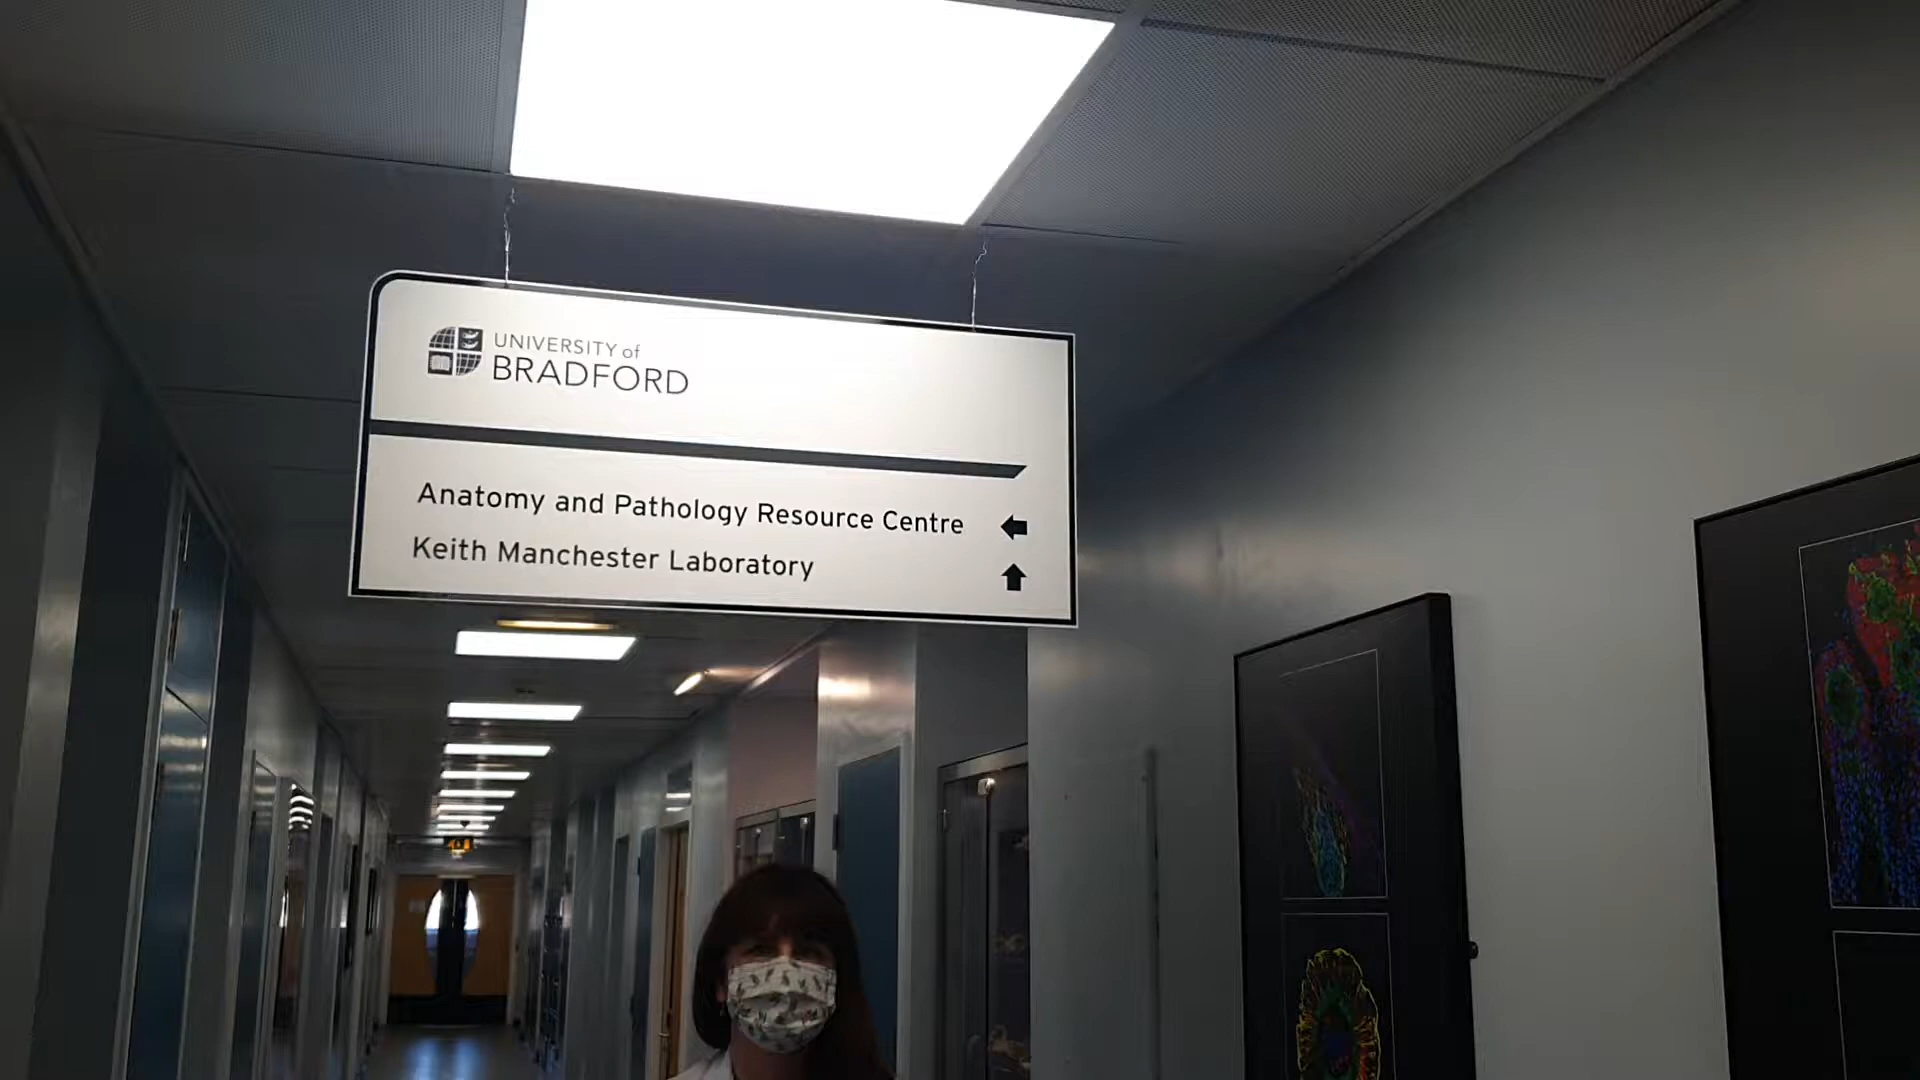 UNIVERSITY of
BRADFORD
Anatomy and Pathology Resource Centre
Keith Manchester Laboratory